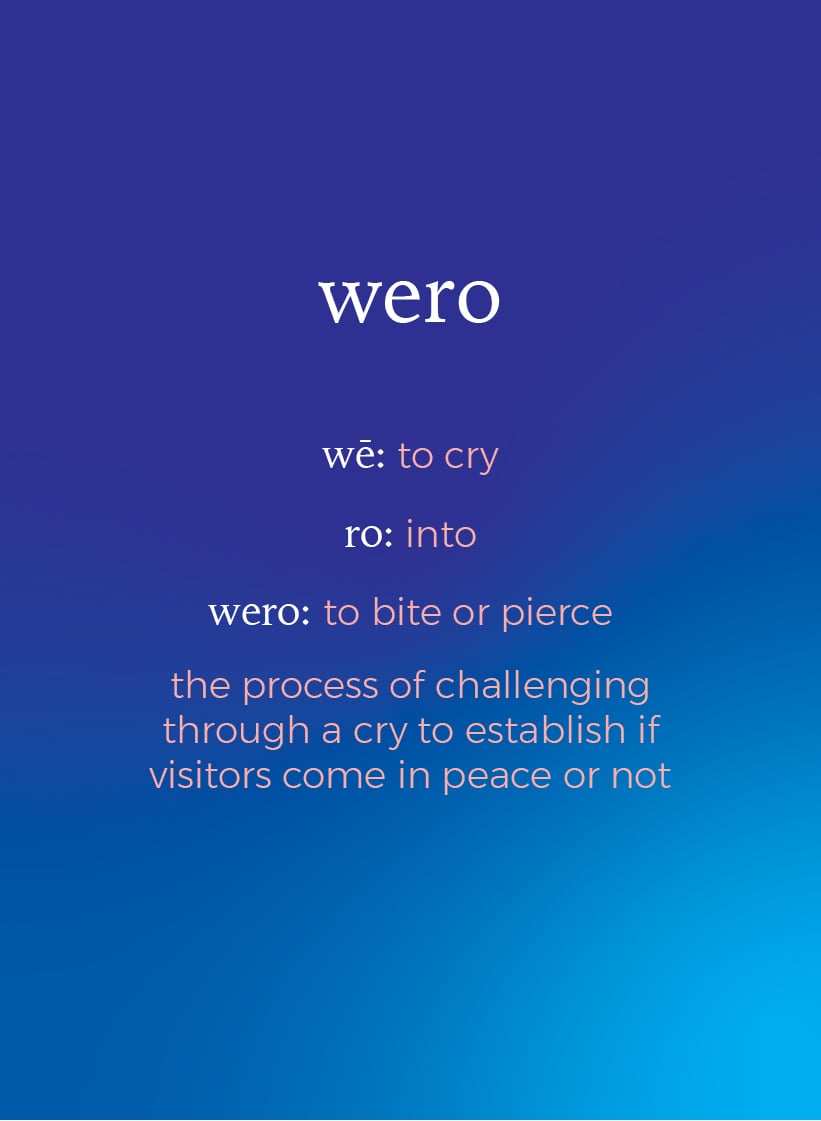 wero
wē: to cry
ro: into
wero: to bite or pierce
the process of challenging
through a cry to establish if
visitors come in peace or not